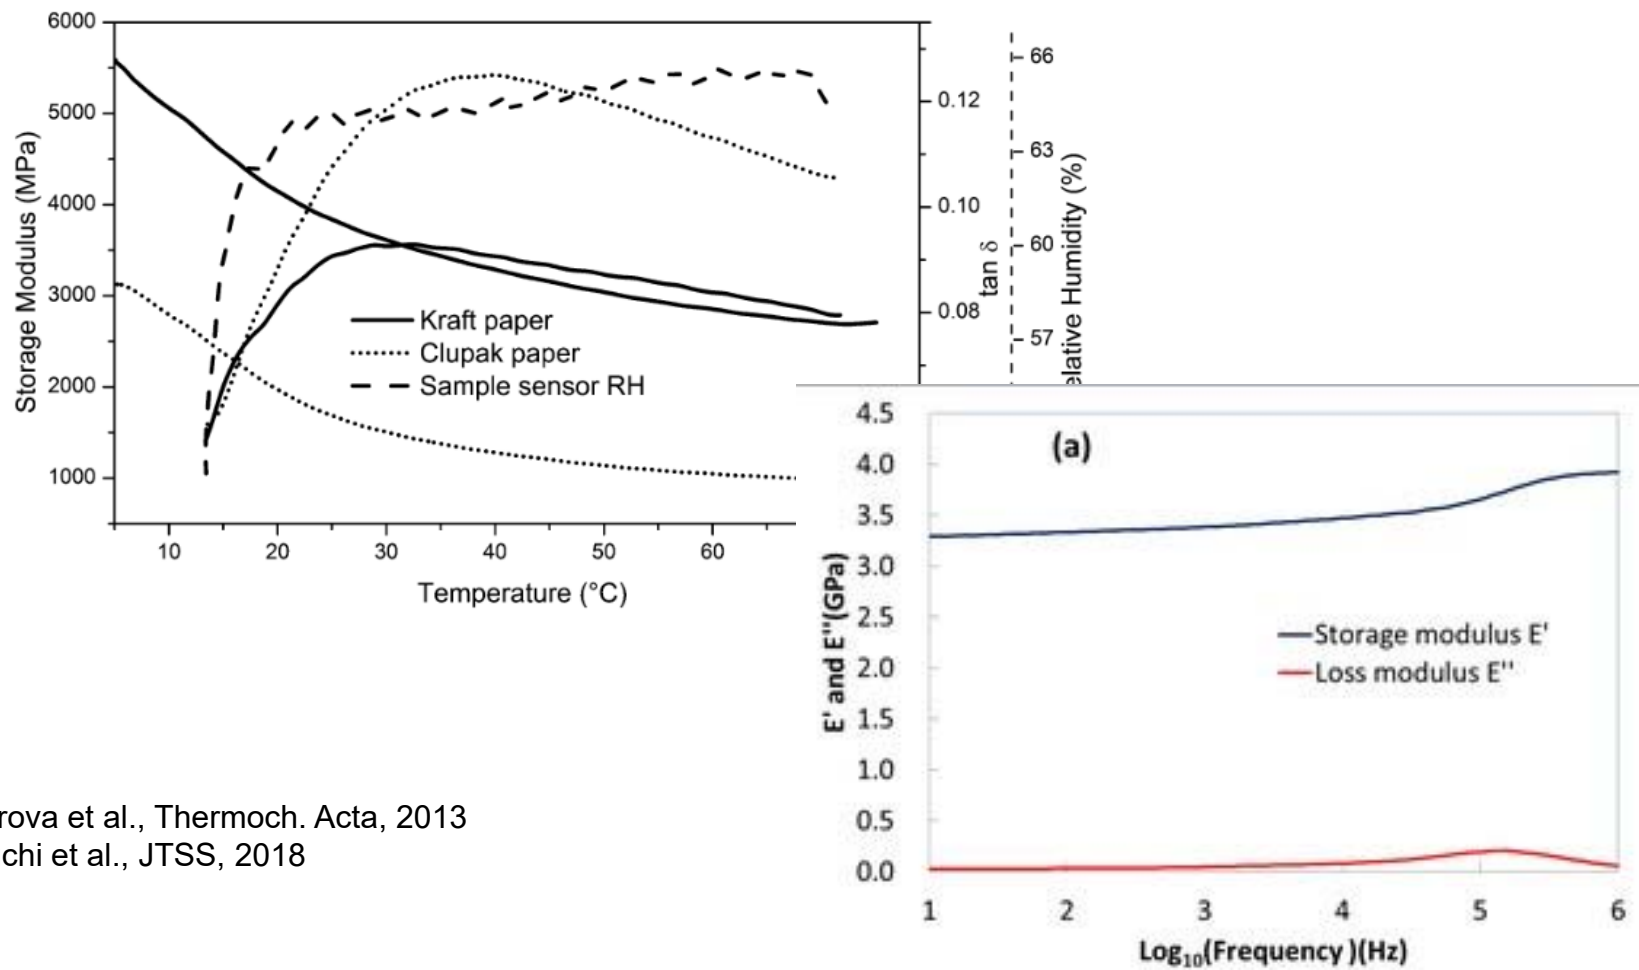 6000
5000
4000
3000
2000
1000
Storage Modulus (MPa)
10 20 30 40 50 60
Temperature (°C)
Kraft paper
Clupak paper
Sample sensor RH
0.12
0.10
0.08
tan δ
66
63
60
57
elative Humidity (%)
(a)
4.5
4.0
3.5
3.0
2.5
2.0
1.5
1.0
0.5
0.0
E' and E''(GPa)
Storage modulus E'
Loss modulus E''
1 2 3 4 5 6
Log10(Frequency )(Hz)
rova et al., Thermoch. Acta, 2013
chi et al., JTSS, 2018